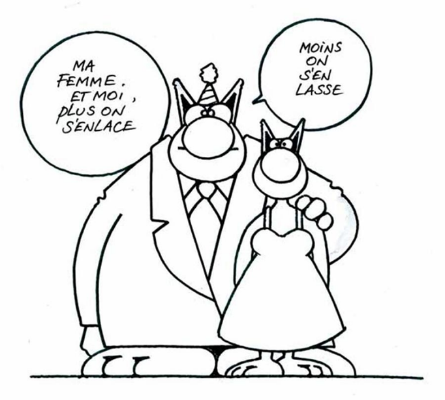 MA
FEMME.
ET MOI,
PLUS ON
S'ENLACE
MOINS
ON
S'EN
LASSE